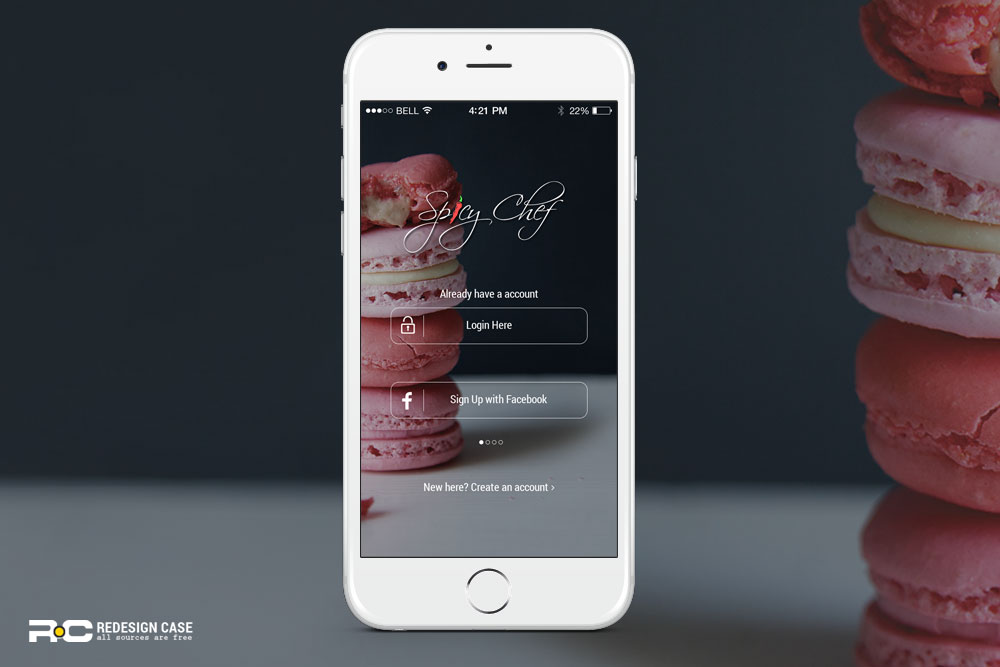 BELL 4:21 PM 22%
Spicy Chef
Already have a account
Login Here
f Sign Up with Facebook
New here? Create an account >
RC REDESIGN CASE
all sources are free